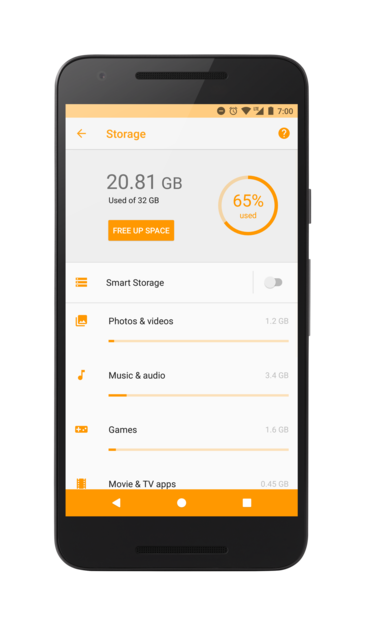 7:00
Storage
20.81 GB
Used of 32 GB
65%
used
FREE UP SPACE
Smart Storage
Photos & videos 1.2 GB
Music & audio 3.4 GB
Games 1.6 GB
Movie & TV apps 0.45 GB